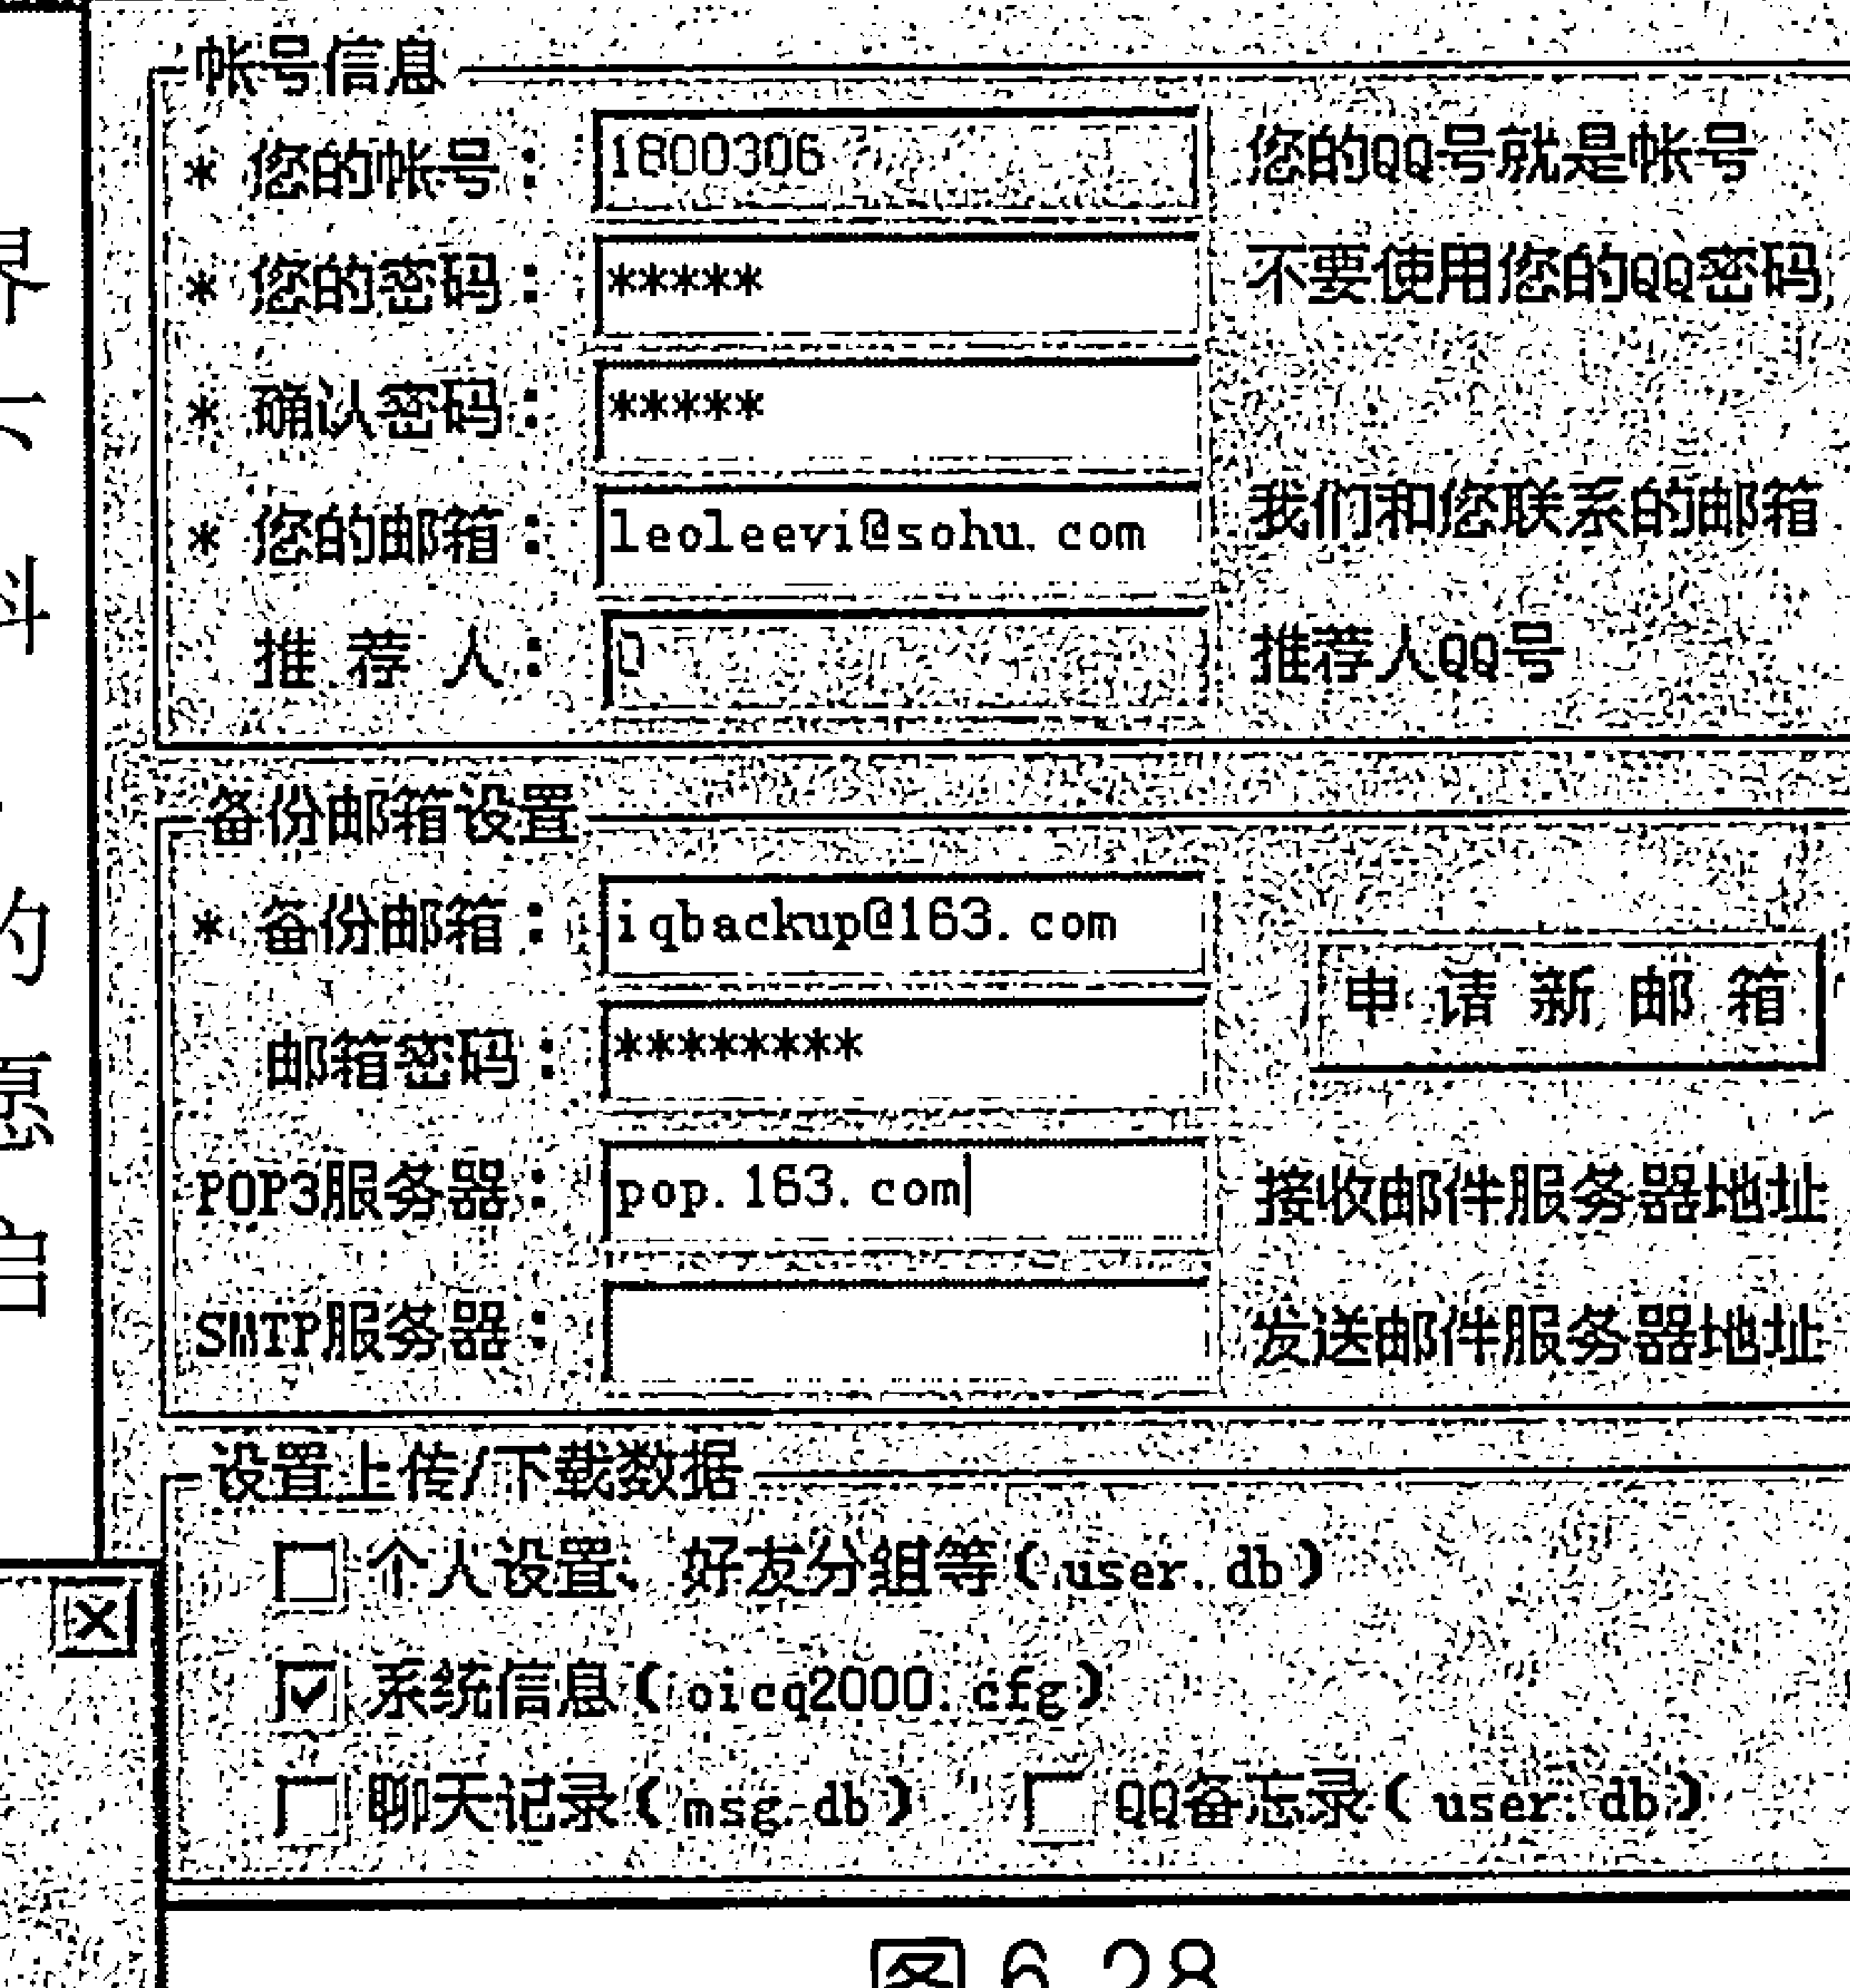 帐号信息
* 您的帐号: 1800306 您的QQ号就是帐号
* 您的密码: ***** 不要使用您的QQ密码,
* 确认密码: *****
* 您的邮箱: leoleevi@sohu.com 我们和您联系的邮箱
推 荐 人: 0 推荐人QQ号
备份邮箱设置
* 备份邮箱: iqbackup@163.com 申 请 新 邮 箱
邮箱密码: ********
POP3服务器: pop.163.com 接收邮件服务器地址
SMTP服务器: 发送邮件服务器地址
设置上传/下载数据
个人设置、好友分组等(user.db)
系统信息(oicq2000.cfg)
聊天记录(msg.db) QQ备忘录(user.db)
图 6.28